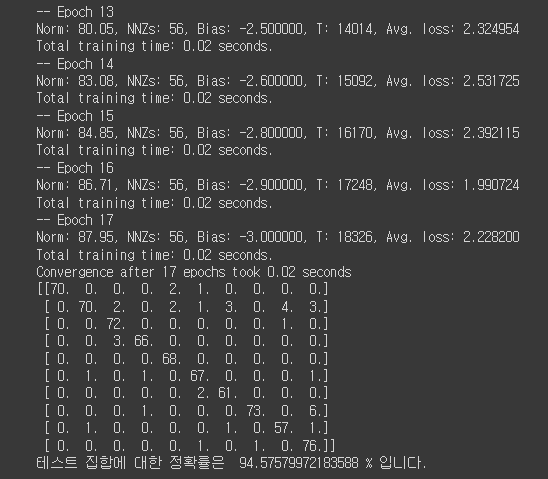 -- Epoch 13
Norm: 80.05, NNZs: 56, Bias: -2.500000, T: 14014, Avg. loss: 2.324954
Total training time: 0.02 seconds.
-- Epoch 14
Norm: 83.08, NNZs: 56, Bias: -2.600000, T: 15092, Avg. loss: 2.531725
Total training time: 0.02 seconds.
-- Epoch 15
Norm: 84.85, NNZs: 56, Bias: -2.800000, T: 16170, Avg. loss: 2.392115
Total training time: 0.02 seconds.
-- Epoch 16
Norm: 86.71, NNZs: 56, Bias: -2.900000, T: 17248, Avg. loss: 1.990724
Total training time: 0.02 seconds.
-- Epoch 17
Norm: 87.95, NNZs: 56, Bias: -3.000000, T: 18326, Avg. loss: 2.228200
Total training time: 0.02 seconds.
Convergence after 17 epochs took 0.02 seconds
[[70. 0. 0. 0. 2. 1. 0. 0. 0. 0.]
[ 0. 70. 2. 0. 2. 1. 3. 0. 4. 3.]
[ 0. 0. 72. 0. 0. 0. 0. 0. 1. 0.]
[ 0. 0. 3. 66. 0. 0. 0. 0. 0. 0.]
[ 0. 0. 0. 0. 68. 0. 0. 0. 0. 0.]
[ 0. 1. 0. 1. 0. 67. 0. 0. 0. 1.]
[ 0. 0. 0. 0. 0. 2. 61. 0. 0. 0.]
[ 0. 0. 0. 1. 0. 0. 0. 73. 0. 6.]
[ 0. 1. 0. 0. 0. 0. 1. 0. 57. 1.]
[ 0. 0. 0. 0. 0. 1. 0. 1. 0. 76.]]
테스트 집합에 대한 정확률은 94.57579972183588 % 입니다.